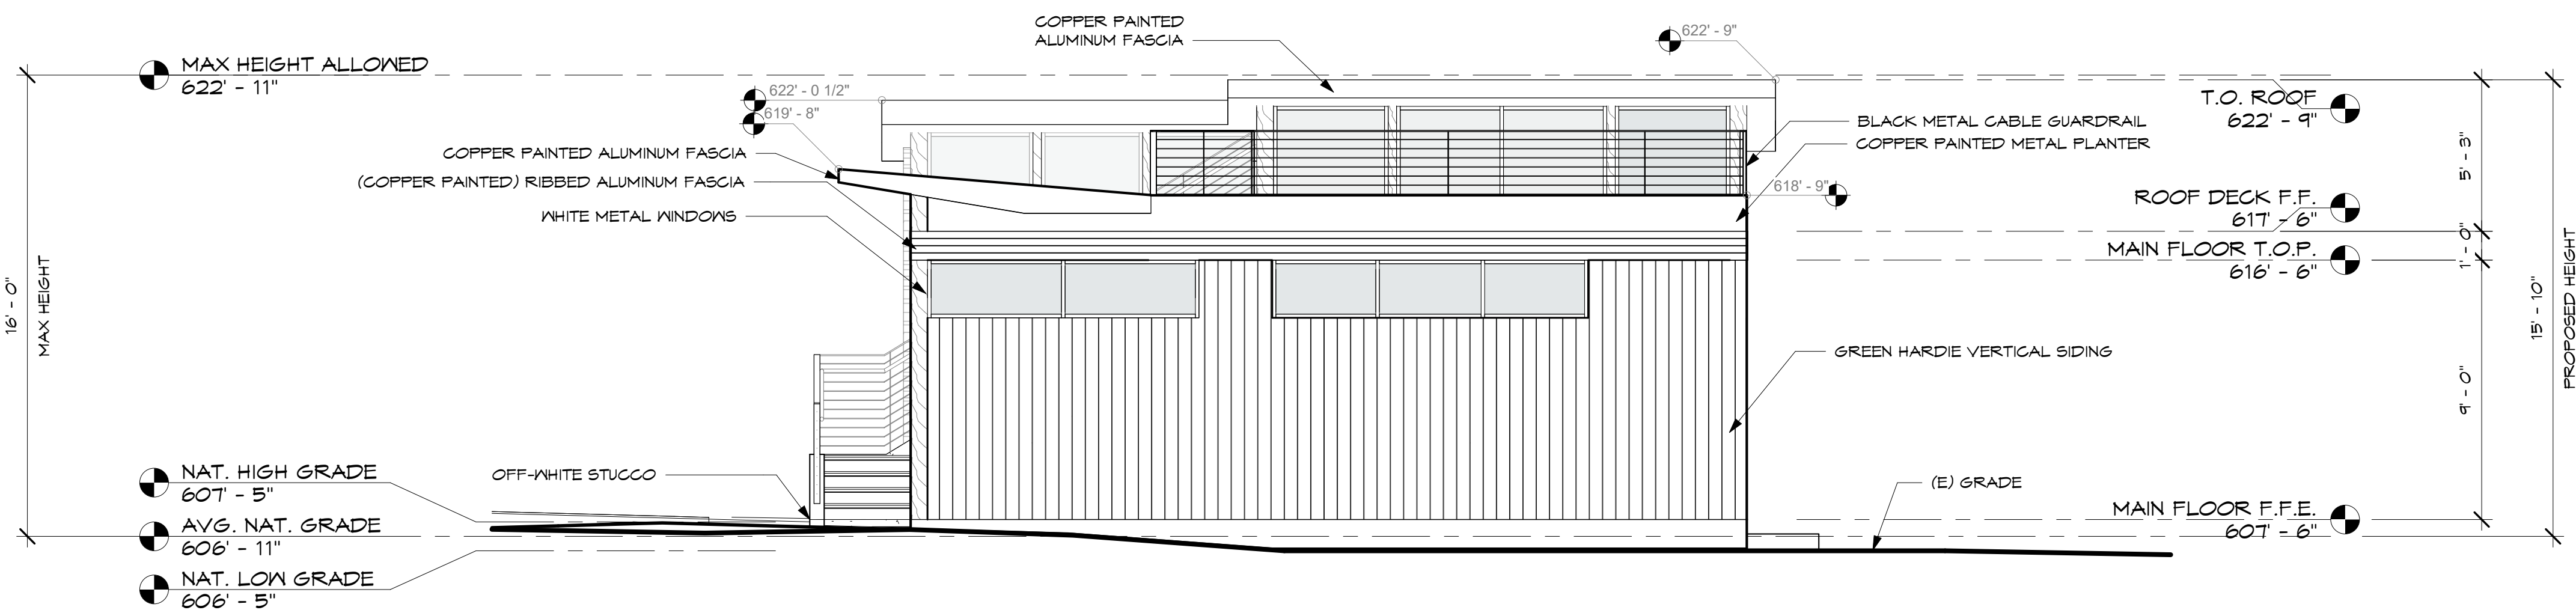 COPPER PAINTED
ALUMINUM FASCIA
622' - 9"
MAX HEIGHT ALLOWED
622' - 11"
622' - 0 1/2"
619' - 8"
T.O. ROOF
622' - 9"
BLACK METAL CABLE GUARDRAIL
COPPER PAINTED METAL PLANTER
COPPER PAINTED ALUMINUM FASCIA
(COPPER PAINTED) RIBBED ALUMINUM FASCIA
WHITE METAL WINDOWS
618' - 9"
ROOF DECK F.F.
617' - 6"
MAIN FLOOR T.O.P.
616' - 6"
5' - 3"
1' - 0"
9' - 0"
15' - 10"
PROPOSED HEIGHT
16' - 0"
MAX HEIGHT
GREEN HARDIE VERTICAL SIDING
NAT. HIGH GRADE
607' - 5"
OFF-WHITE STUCCO
(E) GRADE
AVG. NAT. GRADE
606' - 11"
MAIN FLOOR F.F.E.
607' - 6"
NAT. LOW GRADE
606' - 5"